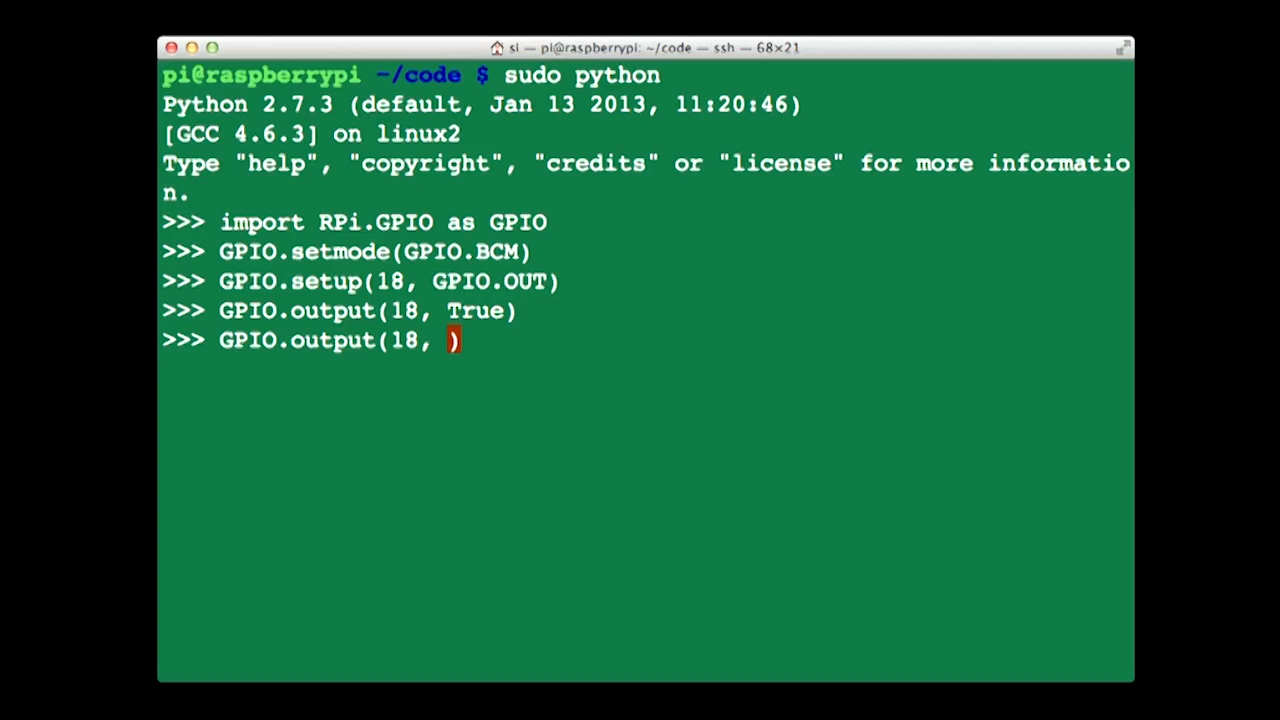 si — pi@raspberrypi: ~/code — ssh — 68×21
pi@raspberrypi ~/code $ sudo python
Python 2.7.3 (default, Jan 13 2013, 11:20:46)
[GCC 4.6.3] on linux2
Type "help", "copyright", "credits" or "license" for more informatio
n.
>>> import RPi.GPIO as GPIO
>>> GPIO.setmode(GPIO.BCM)
>>> GPIO.setup(18, GPIO.OUT)
>>> GPIO.output(18, True)
>>> GPIO.output(18, )